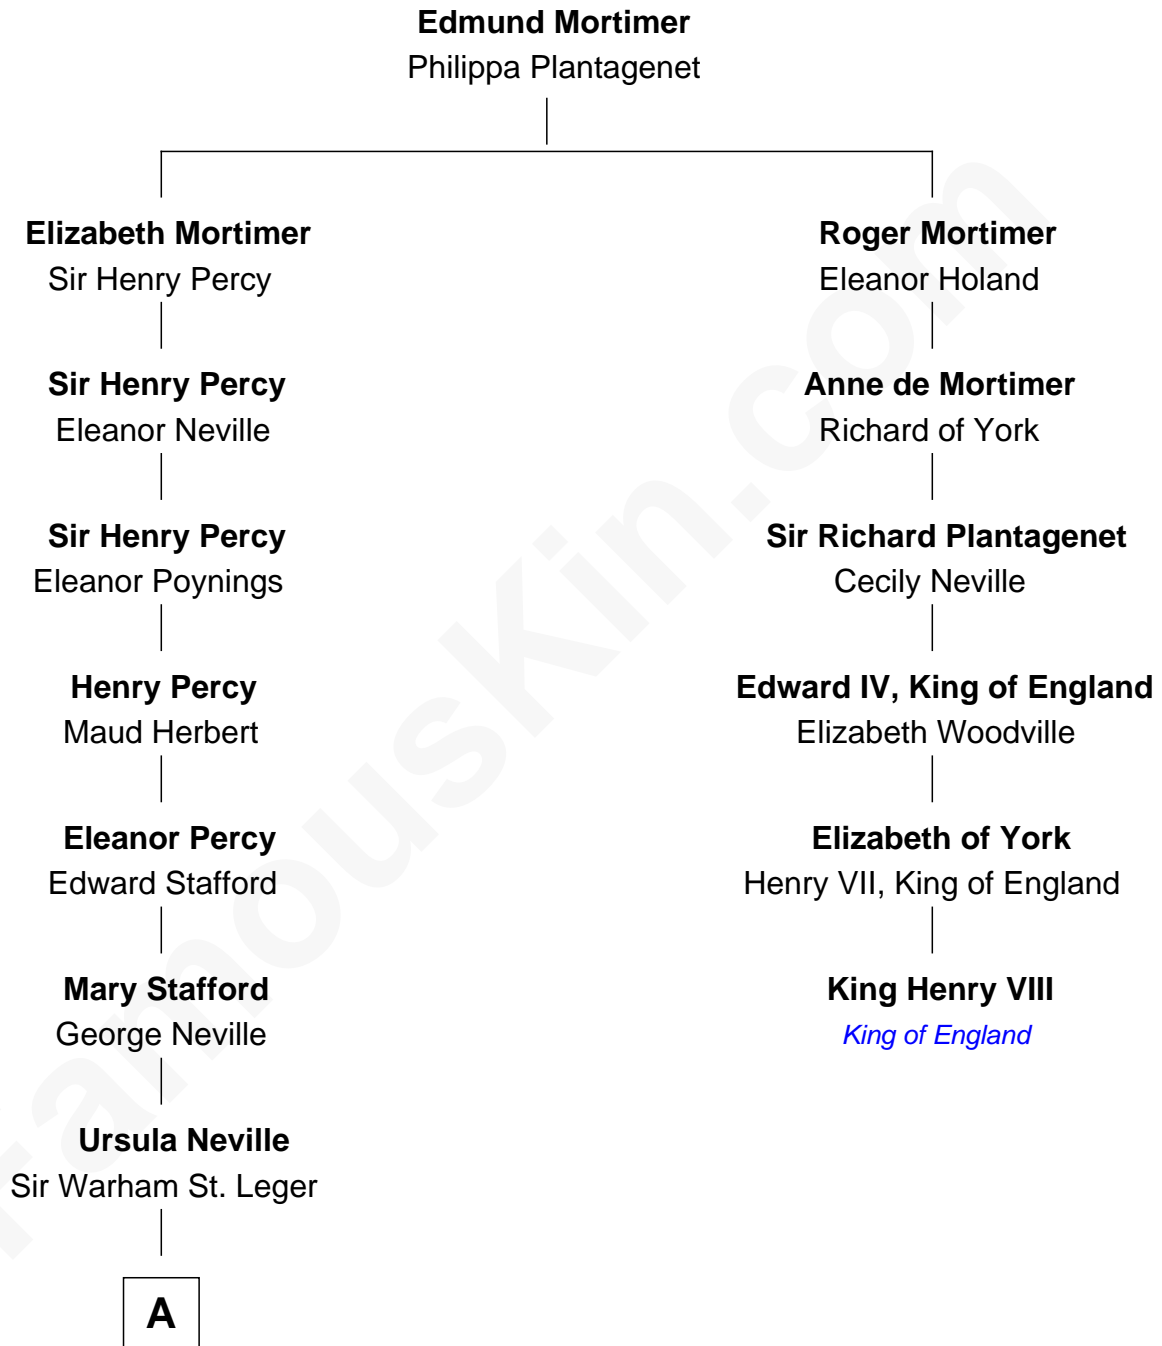 Edmund Mortimer
Philippa Plantagenet
Elizabeth Mortimer
Sir Henry Percy
Roger Mortimer
Eleanor Holand
Sir Henry Percy
Eleanor Neville
Anne de Mortimer
Richard of York
Sir Henry Percy
Eleanor Poynings
Sir Richard Plantagenet
Cecily Neville
Henry Percy
Maud Herbert
Edward IV, King of England
Elizabeth Woodville
Eleanor Percy
Edward Stafford
Elizabeth of York
Henry VII, King of England
Mary Stafford
George Neville
King Henry VIII
King of England
Ursula Neville
Sir Warham St. Leger
A
FamousKin.com